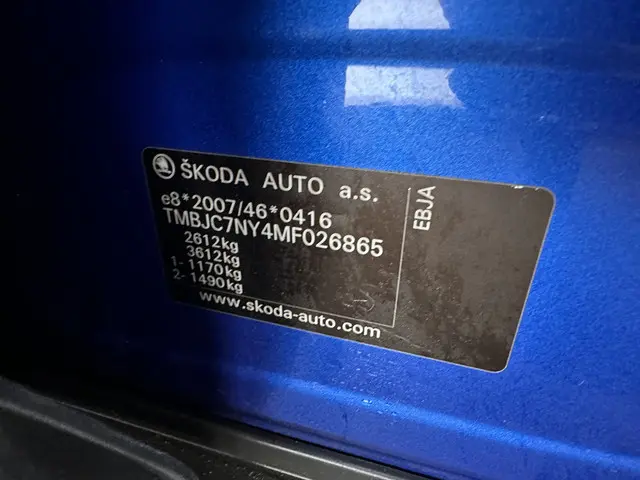 ŠKODA AUTO a.s.
e8*2007/46*0416
TMBJC7NY4MF026865
2612kg
3612kg
1- 1170kg
2- 1490kg
www.skoda-auto.com
EBJA